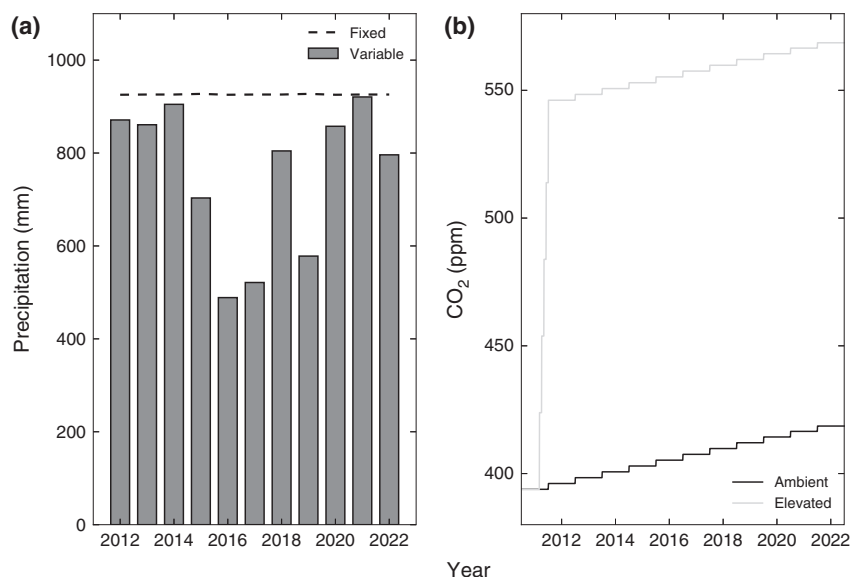 (a)
Precipitation (mm)
1000
800
600
400
200
0
Fixed
Variable
2012 2014 2016 2018 2020 2022
(b)
CO2 (ppm)
550
500
450
400
Ambient
Elevated
2012 2014 2016 2018 2020 2022
Year